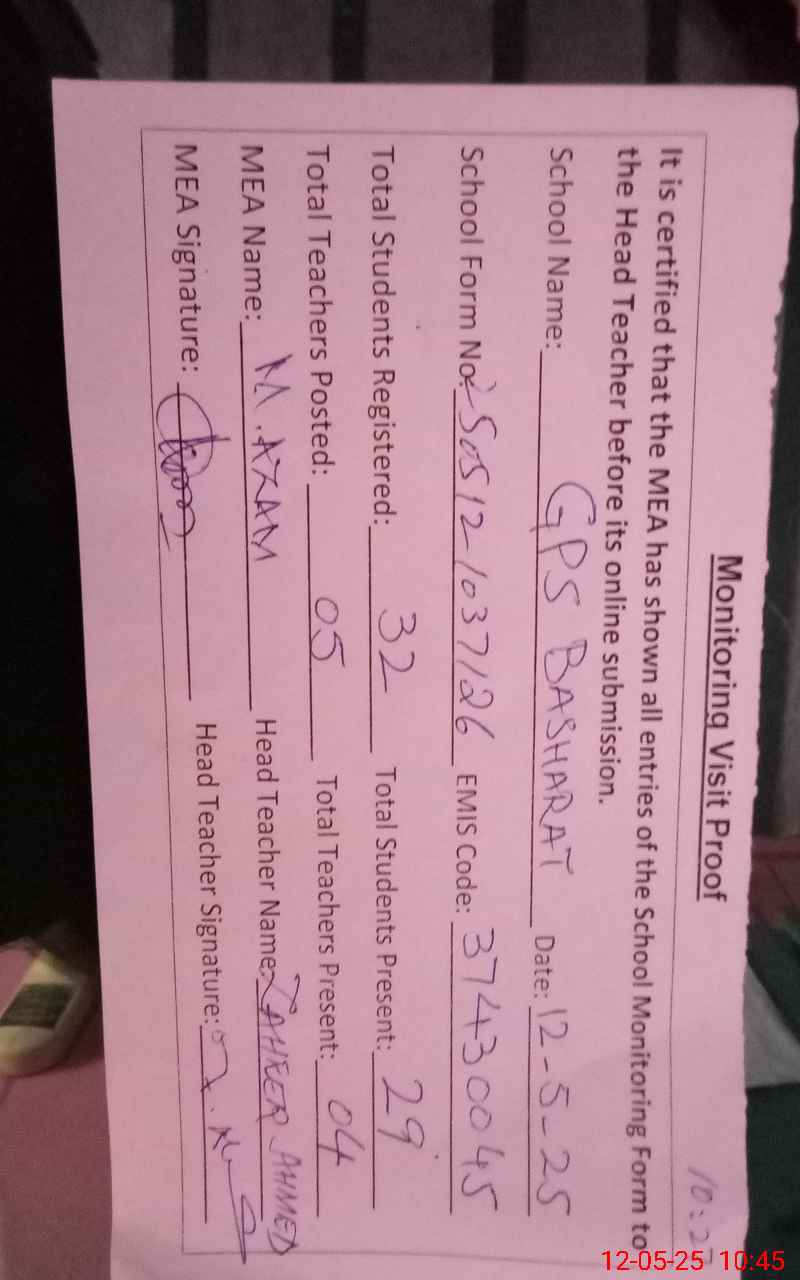 10:27
Monitoring Visit Proof
It is certified that the MEA has shown all entries of the School Monitoring Form to
the Head Teacher before its online submission.
School Name: GPS BASHARAT Date: 12-5-25
School Form No: 250512-1037126 EMIS Code: 37430045
Total Students Registered: 32 Total Students Present: 29
Total Teachers Posted: 05 Total Teachers Present: 04
MEA Name: M. AZAM Head Teacher Name: ZAHEER AHMED
MEA Signature: Head Teacher Signature:
12-05-25 10:45